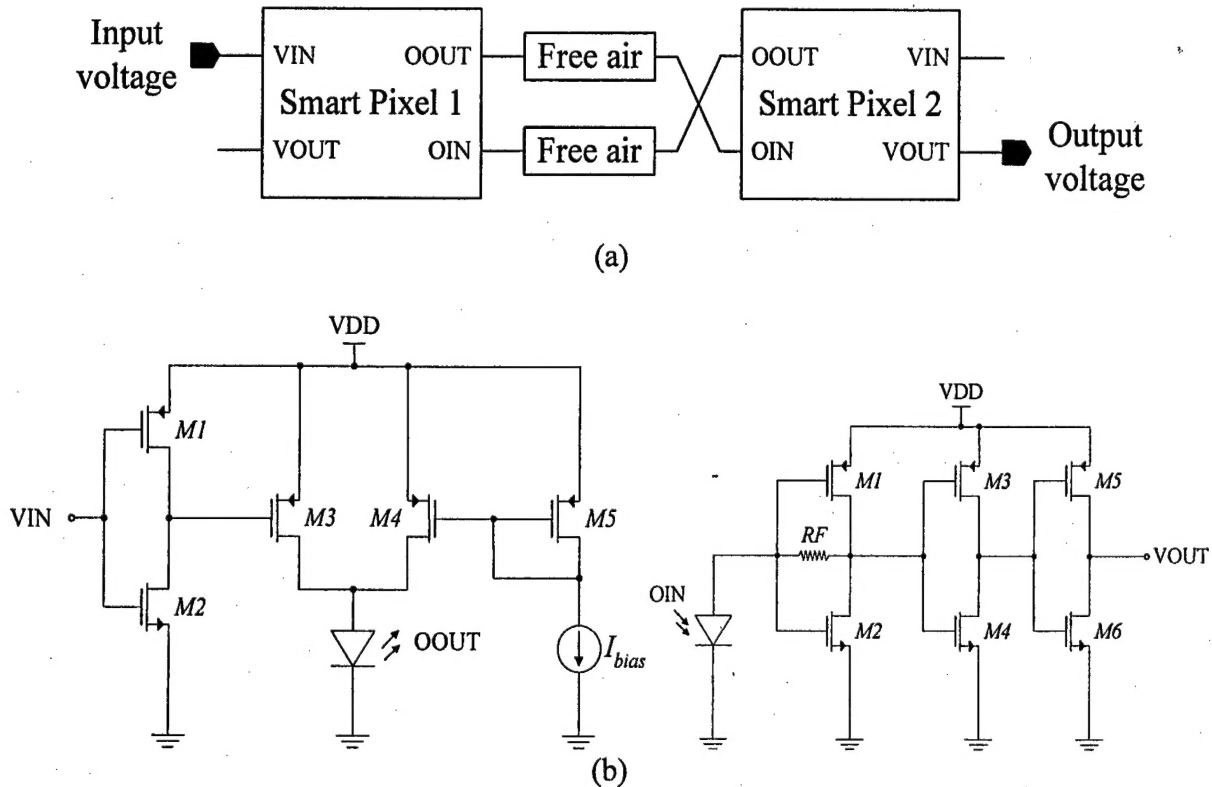 Input
voltage
VIN
OOUT
Free air
OOUT
VIN
Smart Pixel 1
Smart Pixel 2
VOUT
OIN
Free air
OIN
VOUT
Output
voltage
(a)
VDD
M1
VIN
M3
M4
M5
M2
OOUT
Ibias
VDD
M1
M3
M5
RF
VOUT
OIN
M2
M4
M6
(b)